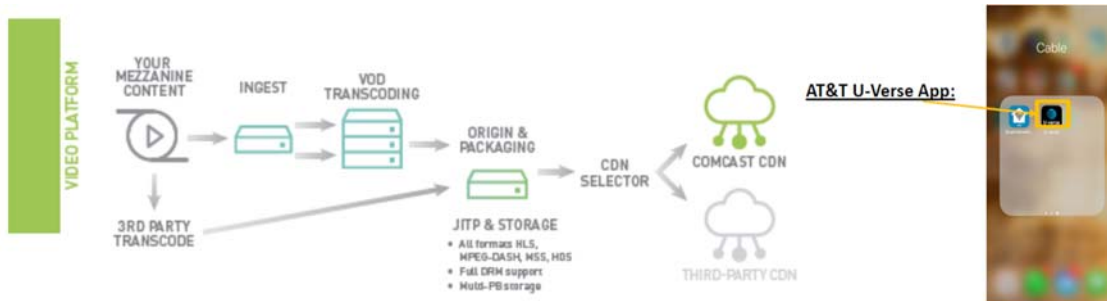 VIDEO PLATFORM
YOUR
MEZZANINE
CONTENT
INGEST
VOD
TRANSCODING
ORIGIN &
PACKAGING
CDN
SELECTOR
COMCAST CDN
3RD PARTY
TRANSCODE
JITP & STORAGE
• All formats HLS,
MPEG-DASH, MSS, HDS
• Full DRM support
• Multi-PB storage
THIRD-PARTY CDN
AT&T U-Verse App:
Cable